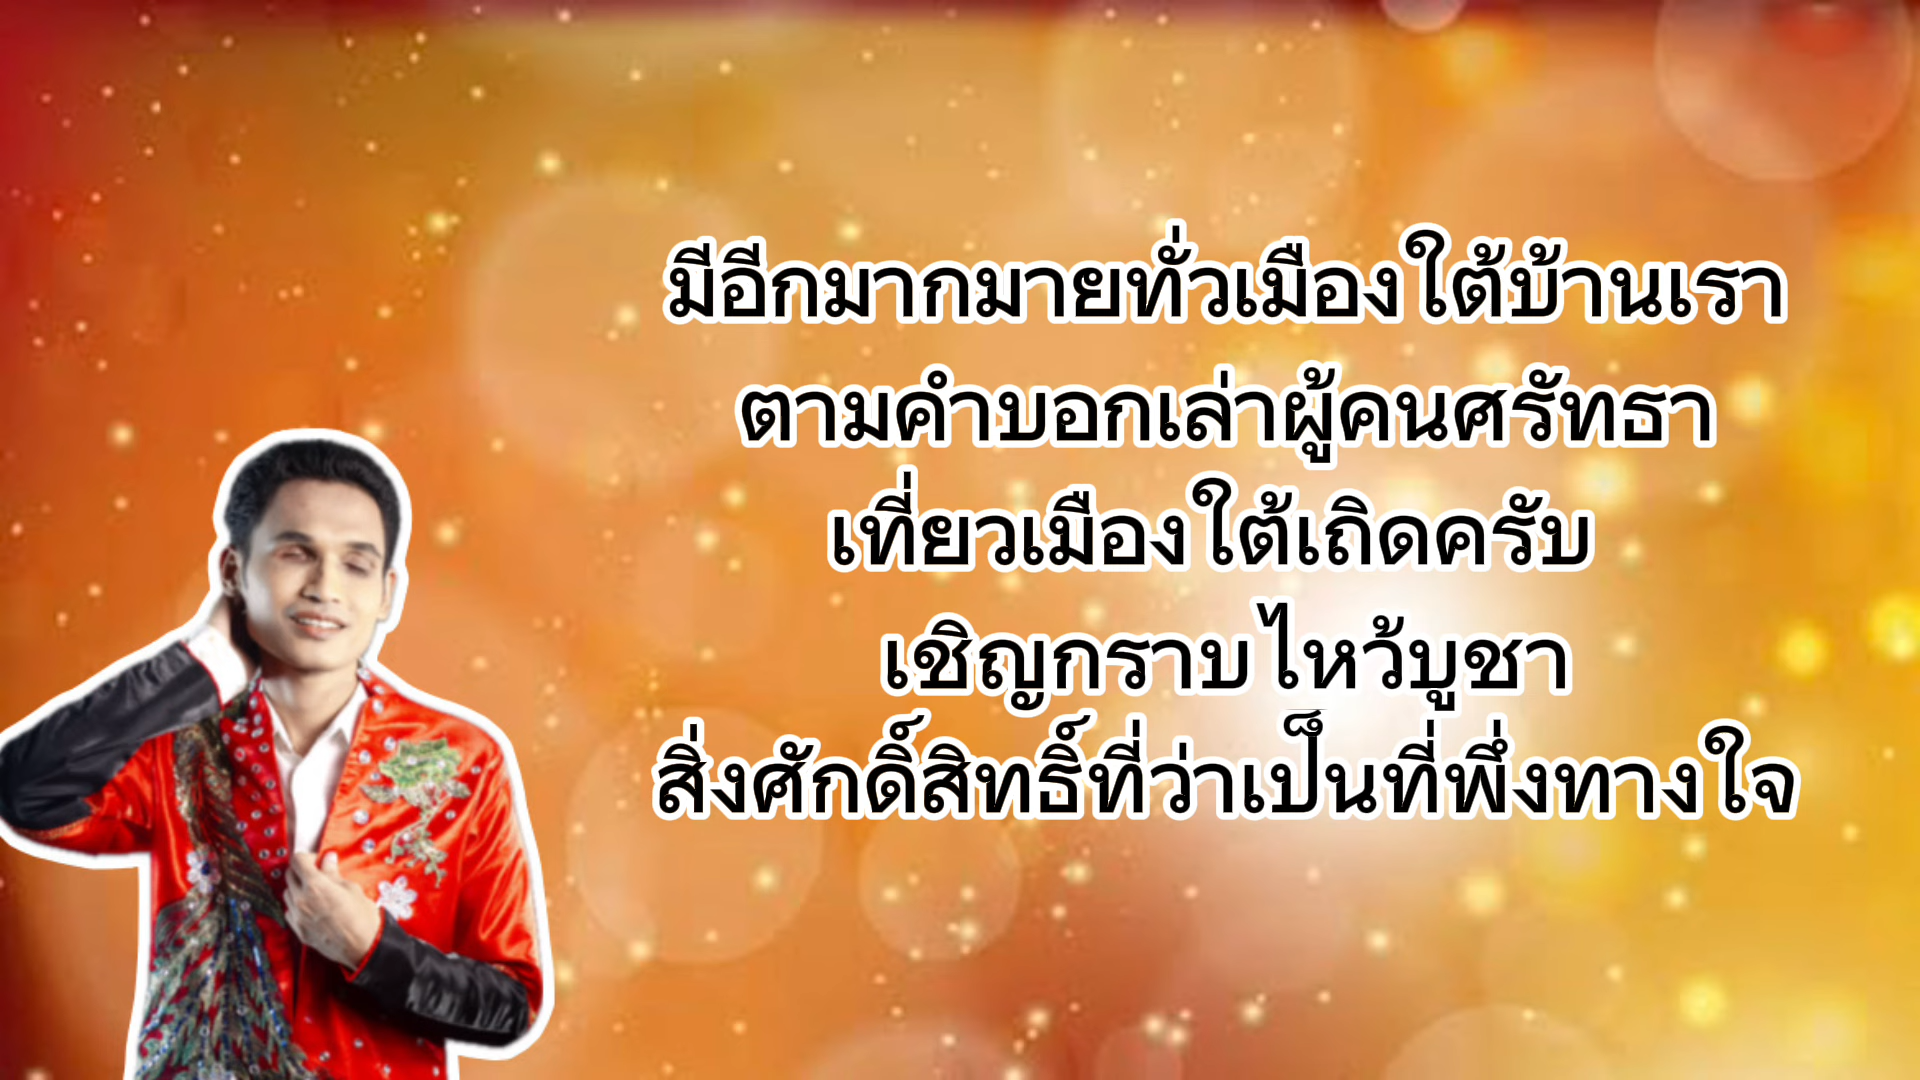 มีอีกมากมายทั่วเมืองใต้บ้านเรา
ตามคำบอกเล่าผู้คนศรัทธา
เที่ยวเมืองใต้เถิดครับ
เชิญกราบไหว้บูชา
สิ่งศักดิ์สิทธิ์ที่ว่าเป็นที่พึ่งทางใจ